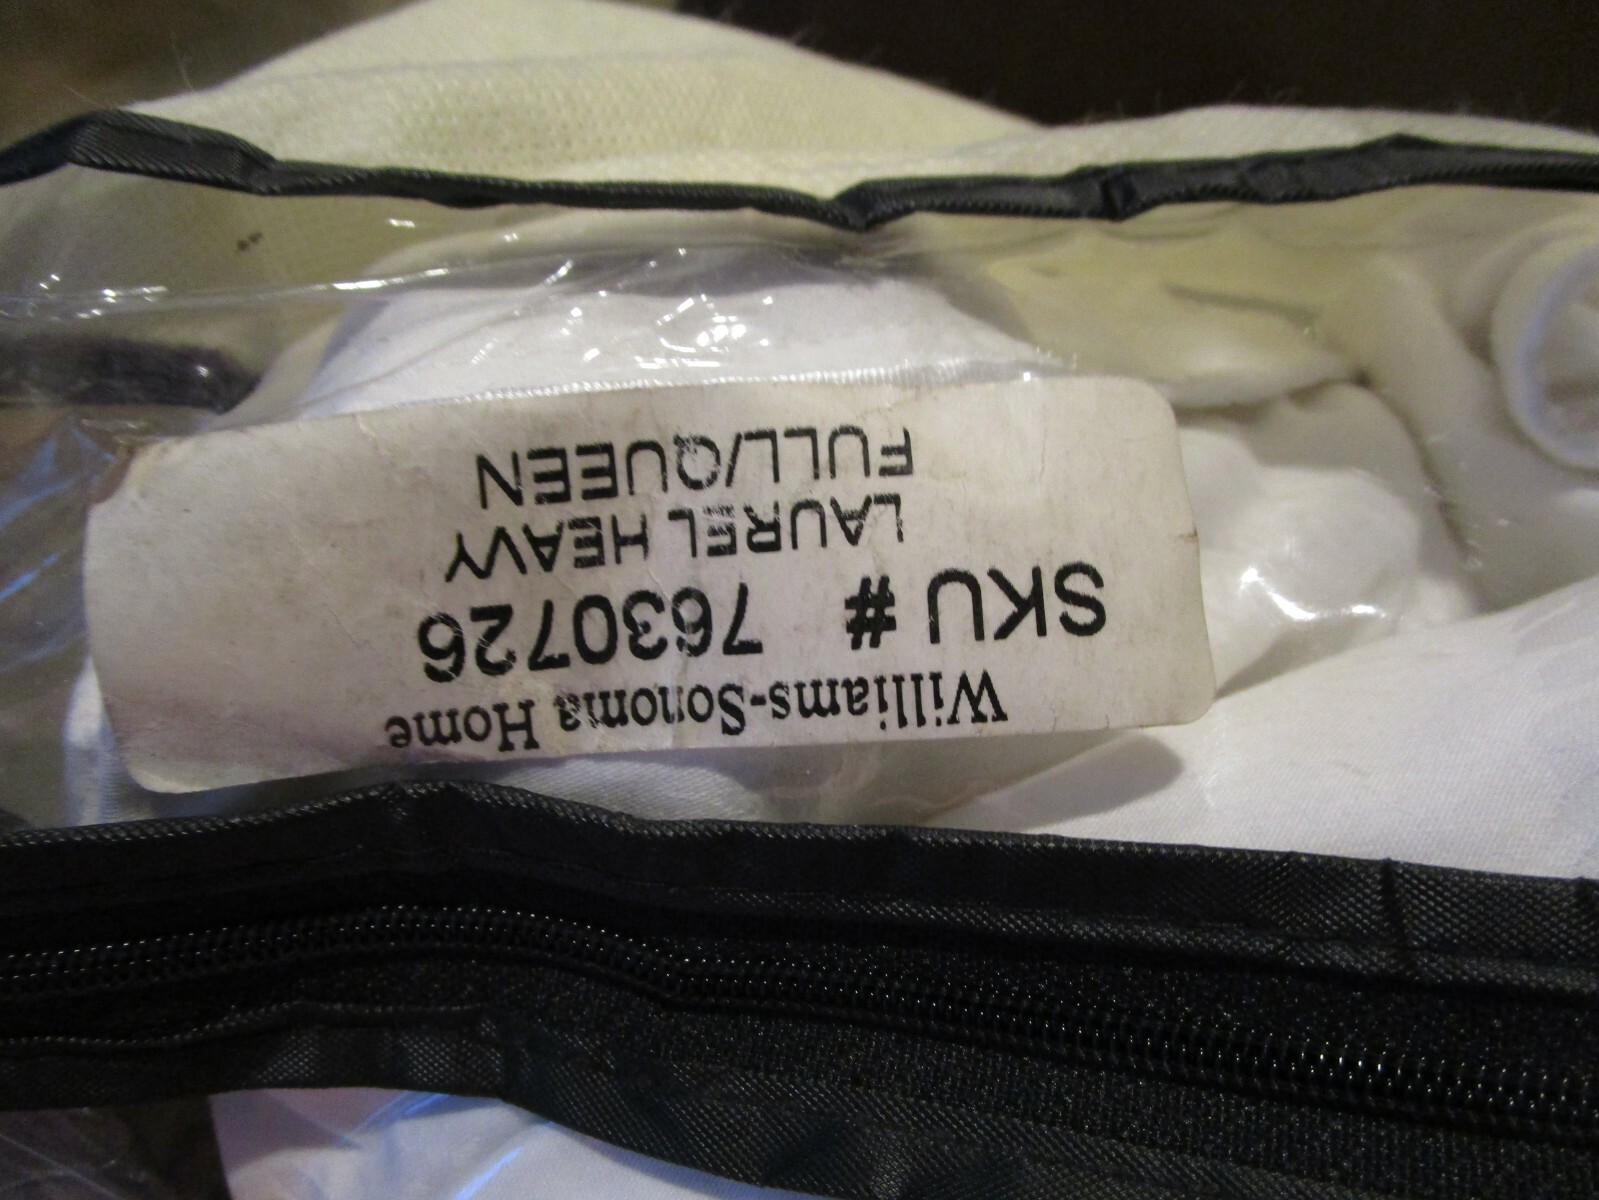 Williams-Sonoma Home
SKU # 7630726
LAUREL HEAVY
FULL/QUEEN